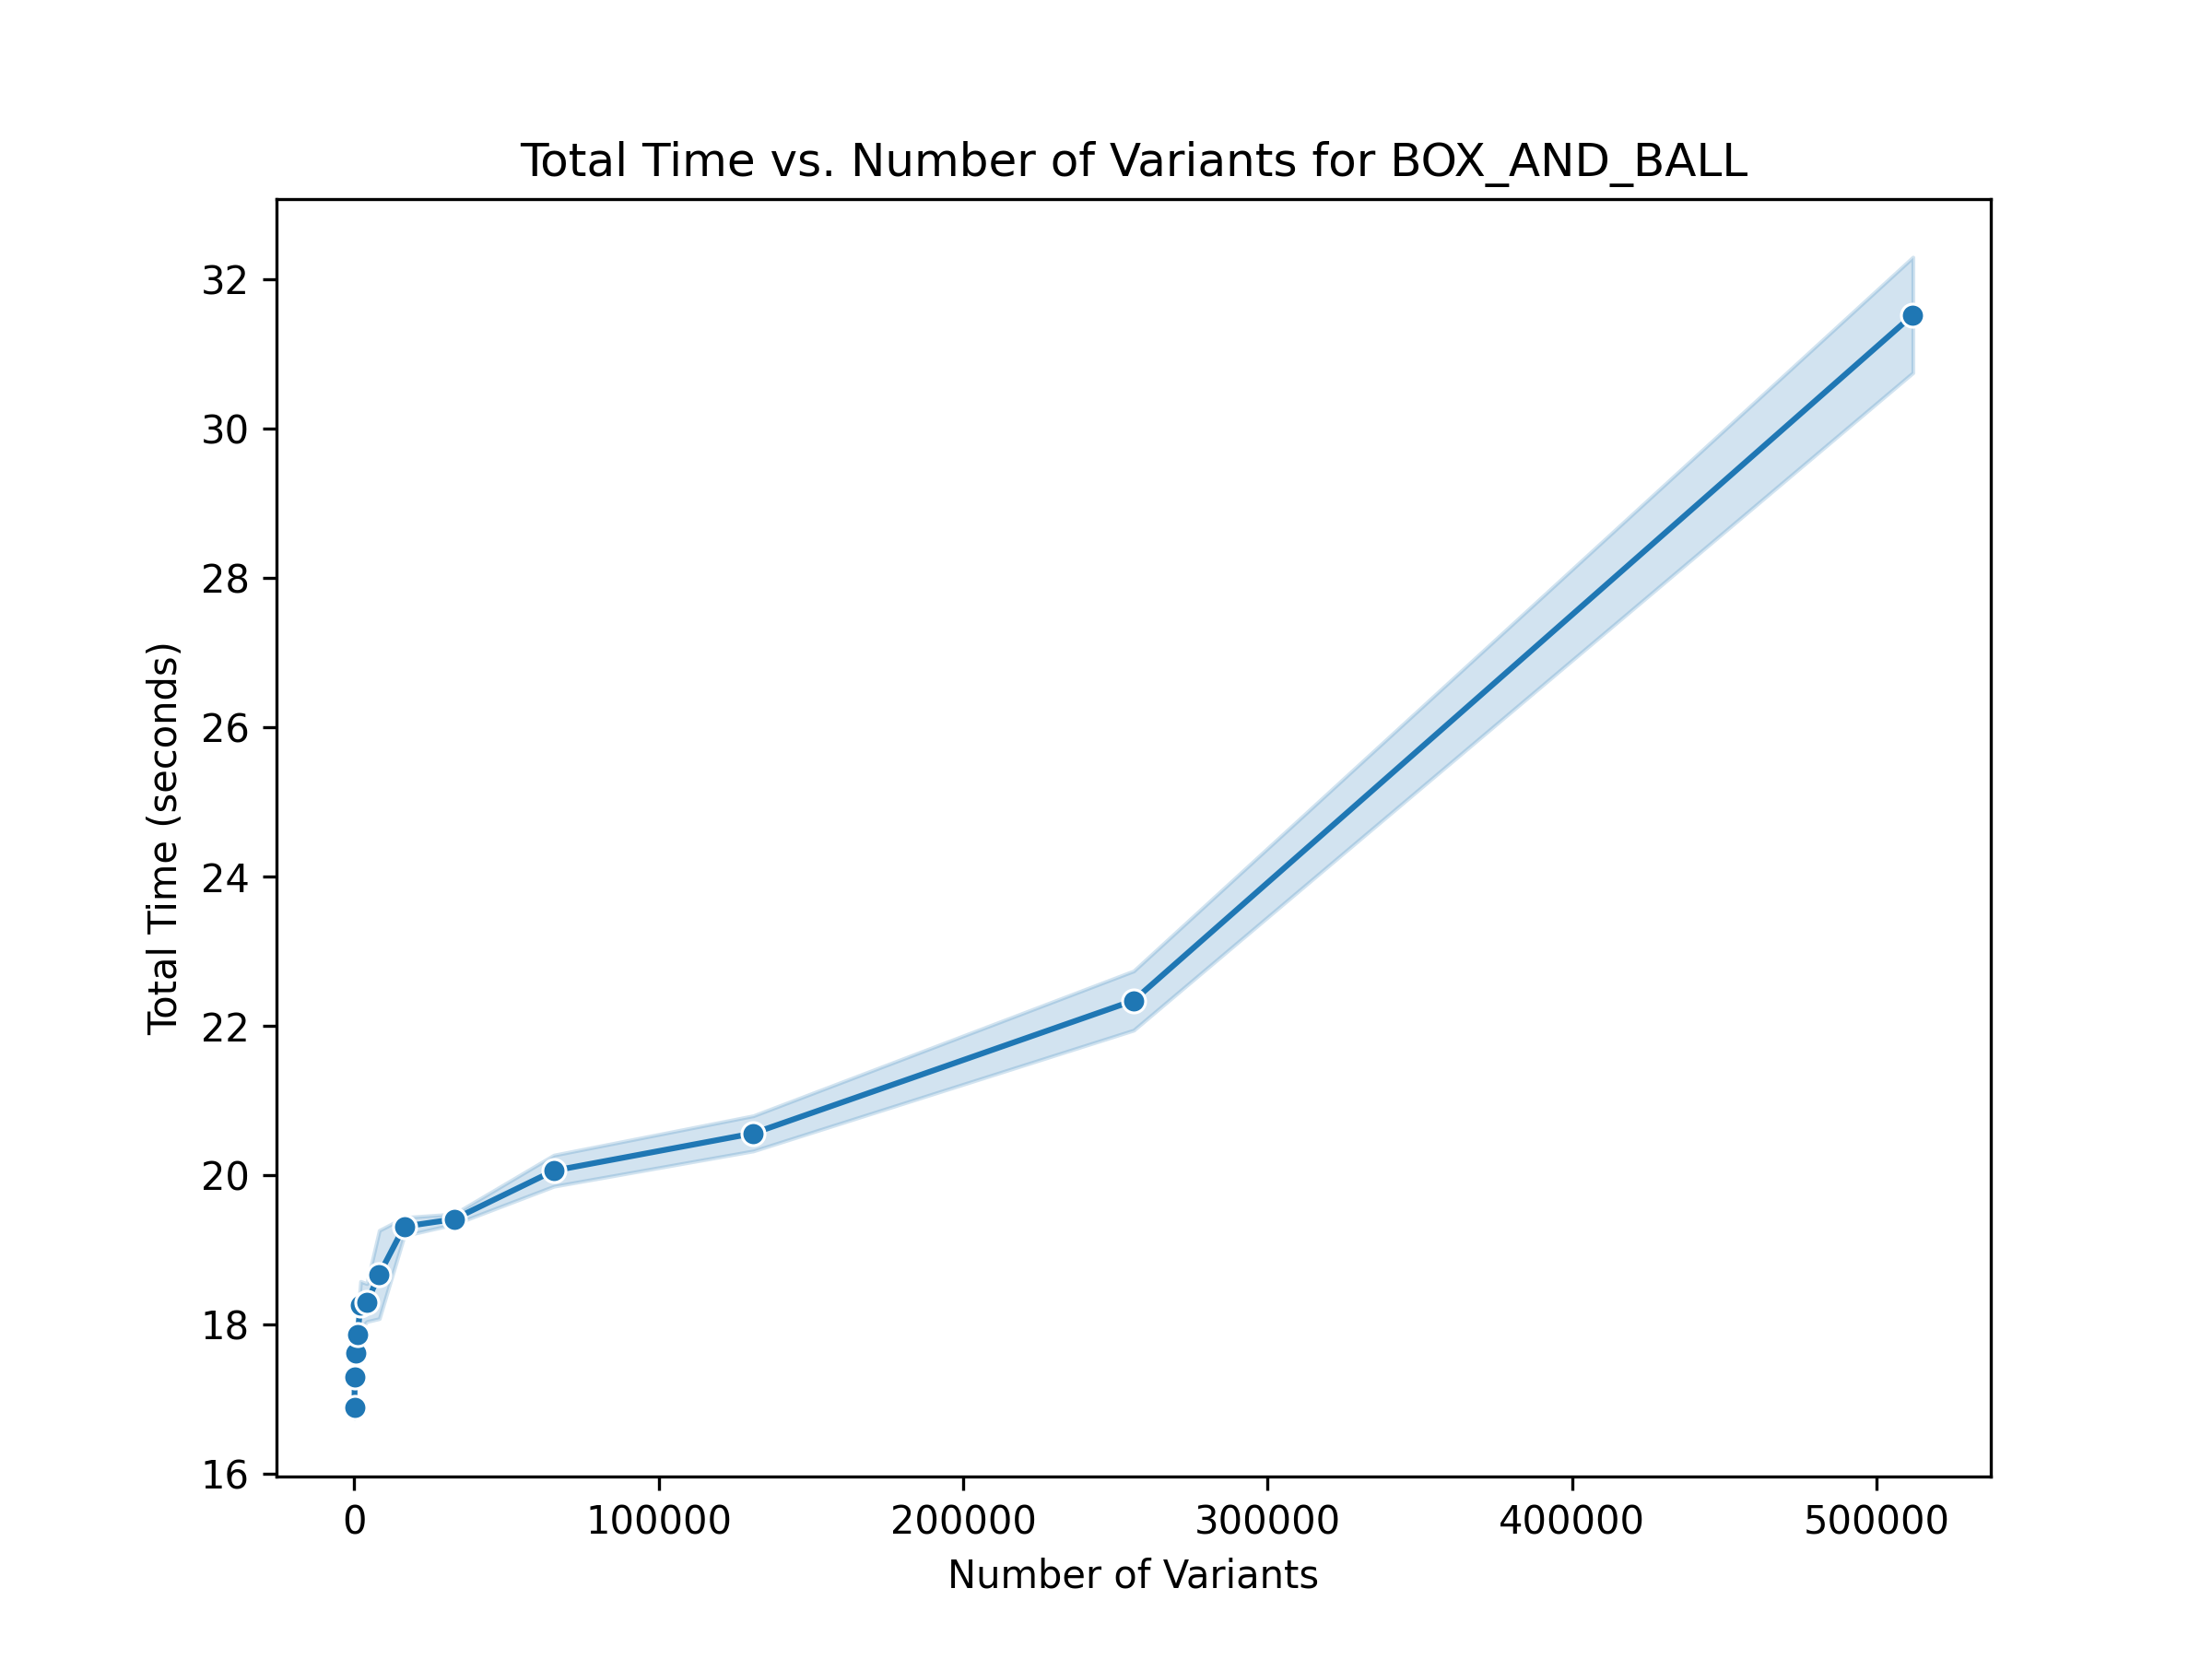 Total Time vs. Number of Variants for BOX_AND_BALL
32
30
28
26
24
22
20
18
16
Total Time (seconds)
0 100000 200000 300000 400000 500000
Number of Variants